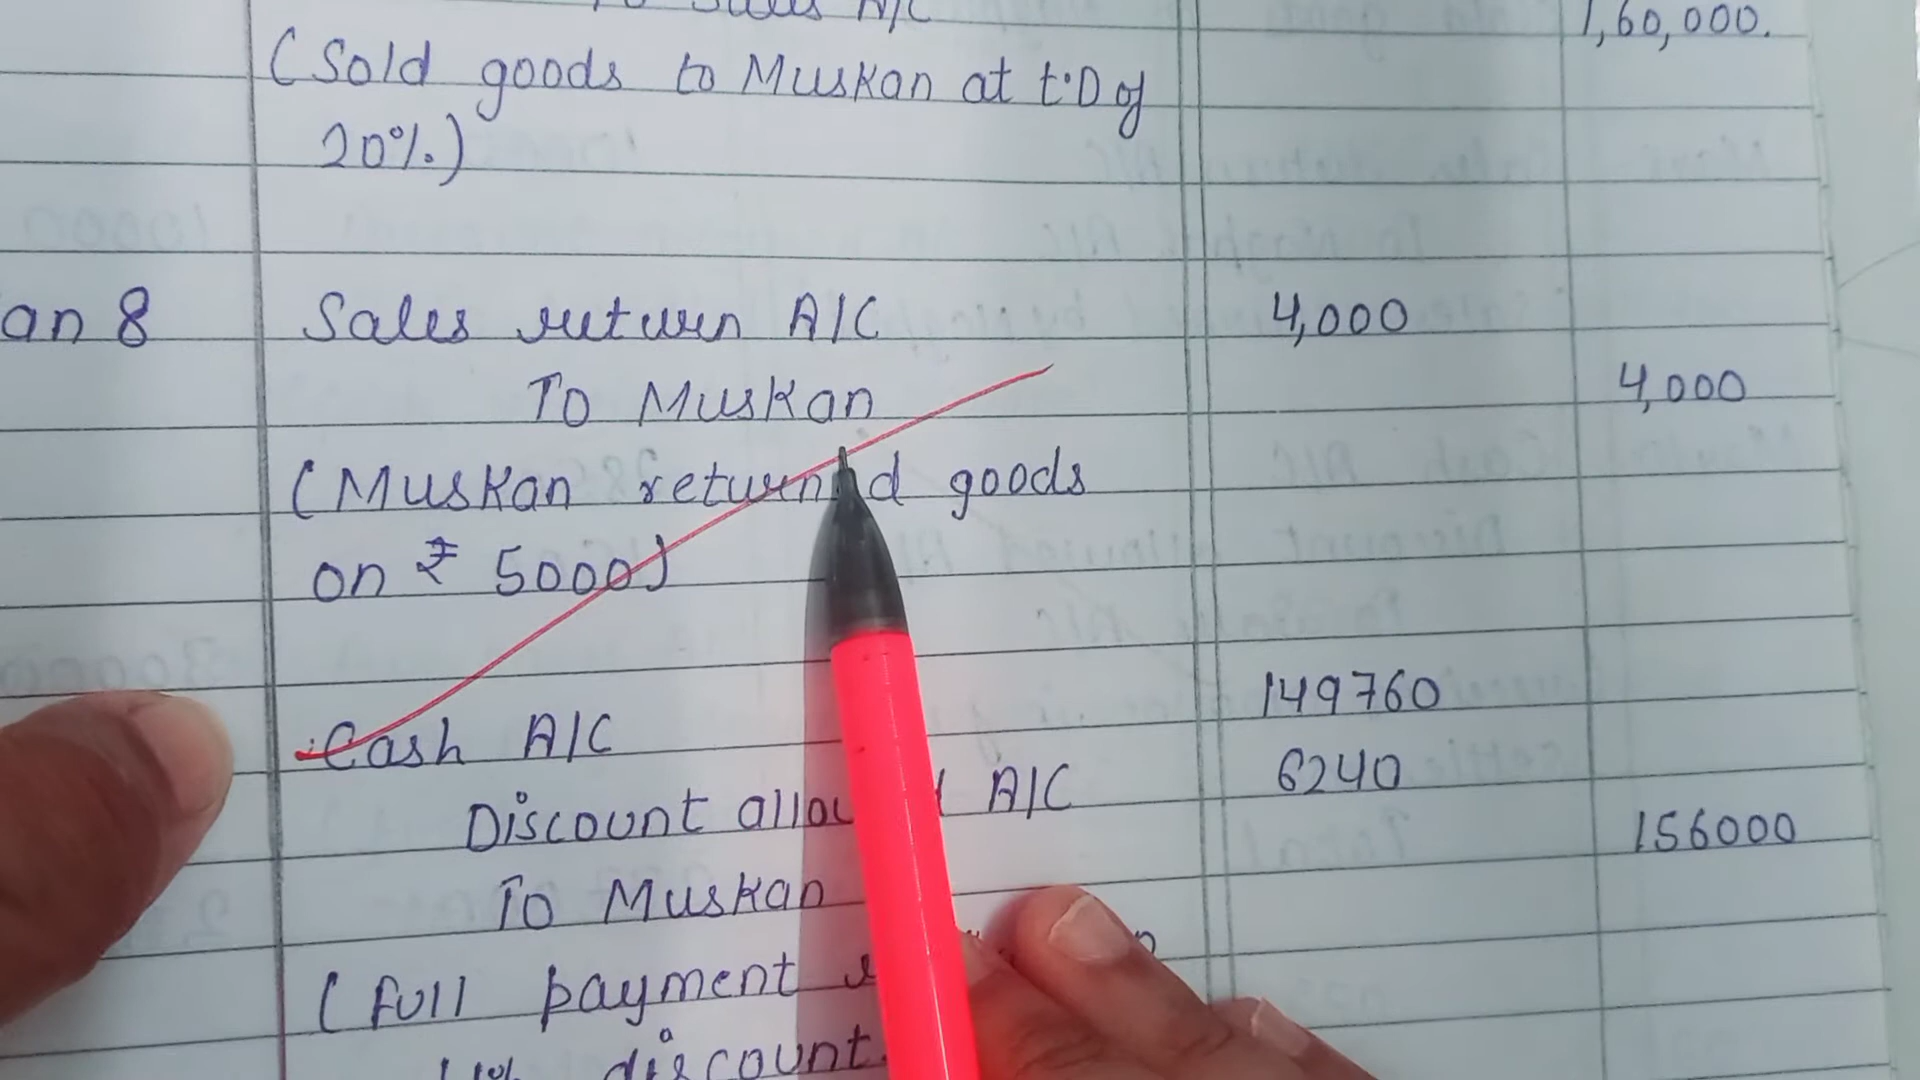 Sales A/C 1,60,000.
(Sold goods to Muskan at t.D of
20%.)
an 8 Sales return A/C 4,000
To Muskan 4,000
(Muskan returned goods
on ₹ 5000)
Cash A/C 149760
Discount A/C 6240
To Muskan 156000
(Full payment
discount.